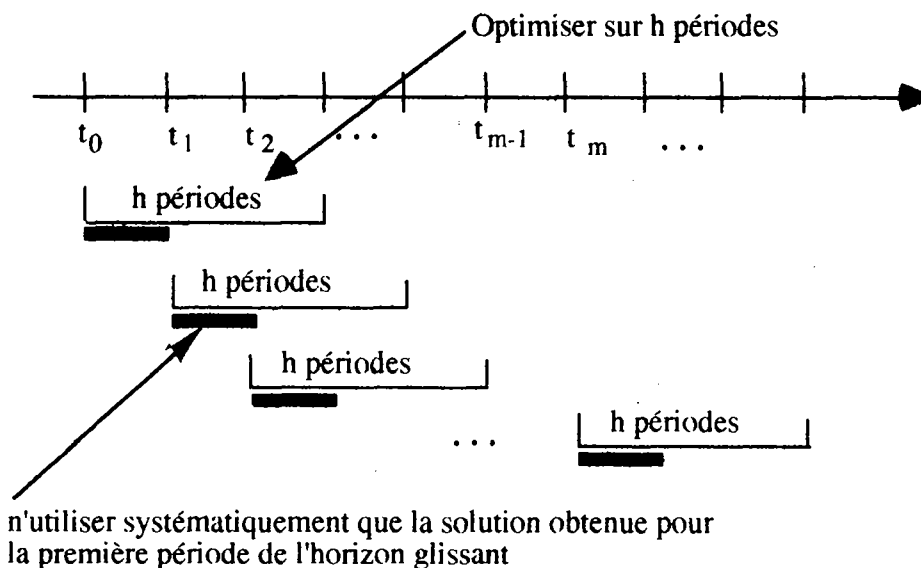 Optimiser sur h périodes
t0 t1 t2 ... tm-1 tm ...
h périodes
h périodes
h périodes
... h périodes
n'utiliser systématiquement que la solution obtenue pour
la première période de l'horizon glissant